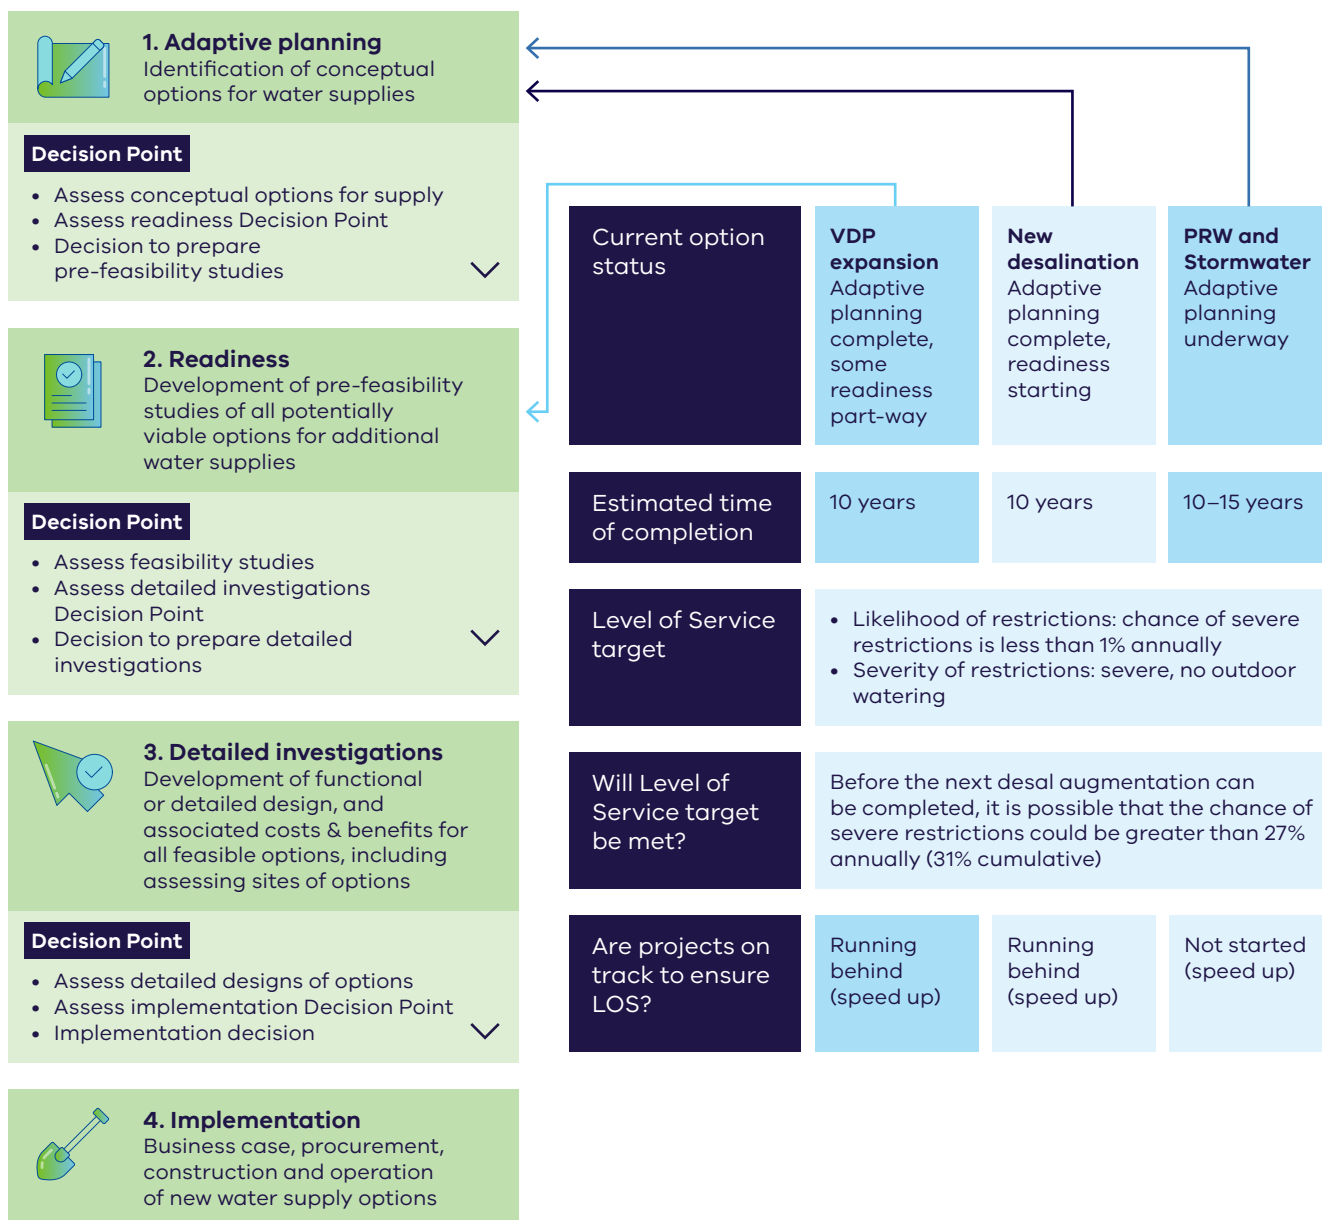 1. Adaptive planning
Identification of conceptual
options for water supplies
Decision Point
• Assess conceptual options for supply
• Assess readiness Decision Point
• Decision to prepare
pre-feasibility studies
2. Readiness
Development of pre-feasibility
studies of all potentially
viable options for additional
water supplies
Decision Point
• Assess feasibility studies
• Assess detailed investigations
Decision Point
• Decision to prepare detailed
investigations
3. Detailed investigations
Development of functional
or detailed design, and
associated costs & benefits for
all feasible options, including
assessing sites of options
Decision Point
• Assess detailed designs of options
• Assess implementation Decision Point
• Implementation decision
4. Implementation
Business case, procurement,
construction and operation
of new water supply options
Current option
status
VDP
expansion
Adaptive
planning
complete,
some
readiness
part-way
New
desalination
Adaptive
planning
complete,
readiness
starting
PRW and
Stormwater
Adaptive
planning
underway
Estimated time
of completion
10 years
10 years
10–15 years
Level of Service
target
• Likelihood of restrictions: chance of severe
restrictions is less than 1% annually
• Severity of restrictions: severe, no outdoor
watering
Will Level of
Service target
be met?
Before the next desal augmentation can
be completed, it is possible that the chance of
severe restrictions could be greater than 27%
annually (31% cumulative)
Are projects on
track to ensure
LOS?
Running
behind
(speed up)
Running
behind
(speed up)
Not started
(speed up)